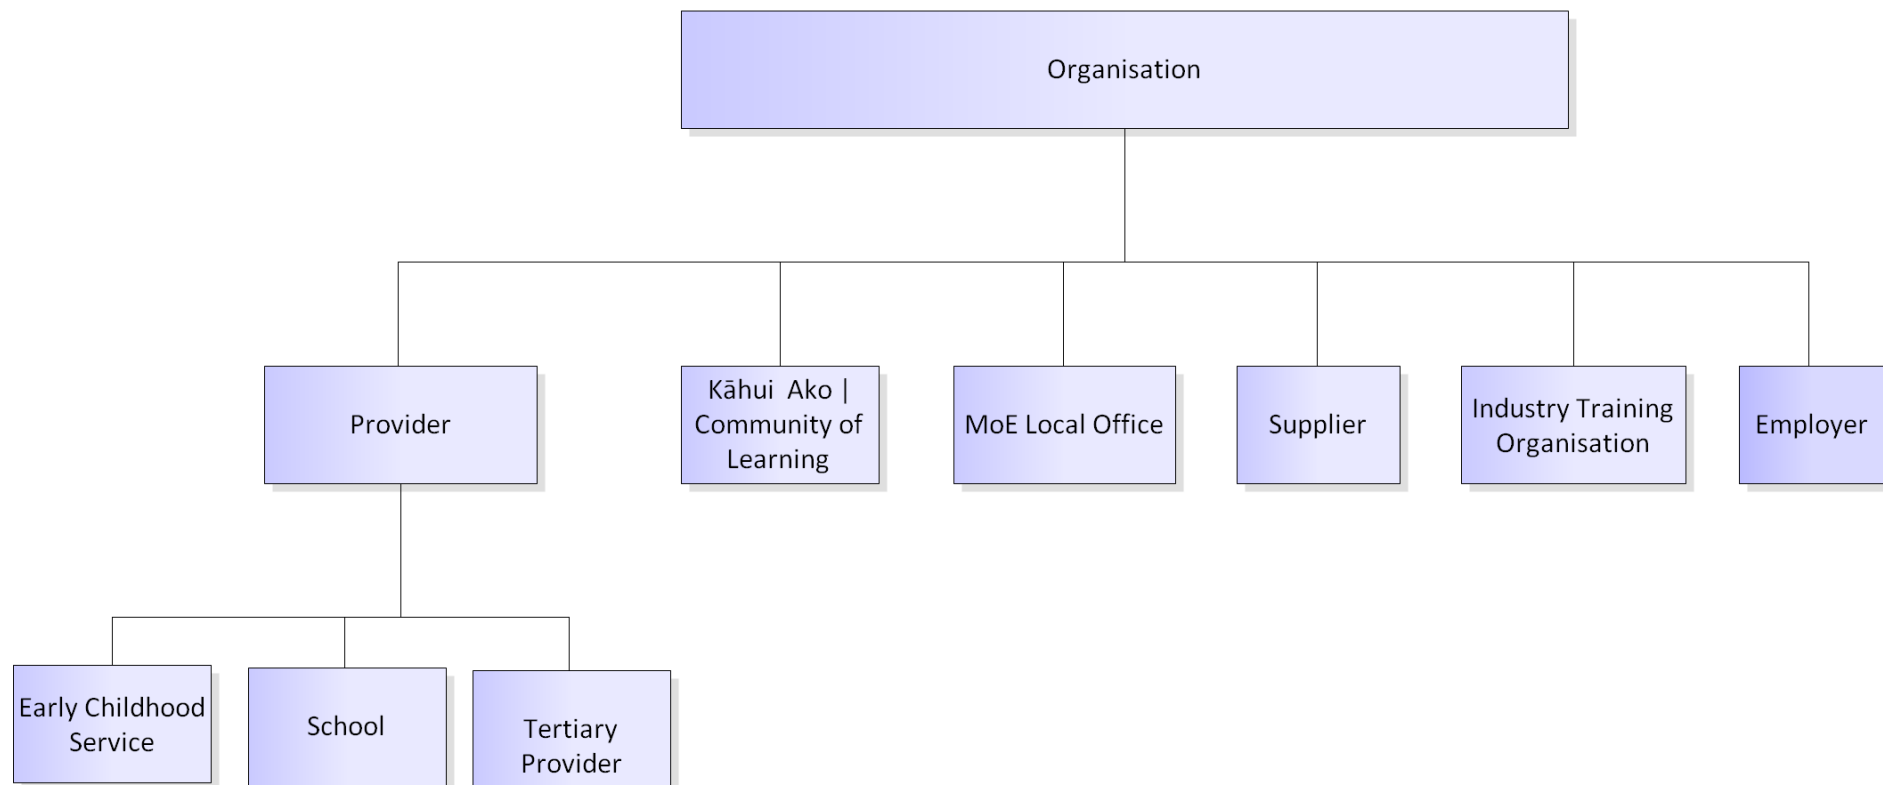 Organisation
Provider
Kāhui Ako |
Community of
Learning
MoE Local Office
Supplier
Industry Training
Organisation
Employer
Early Childhood
Service
School
Tertiary
Provider